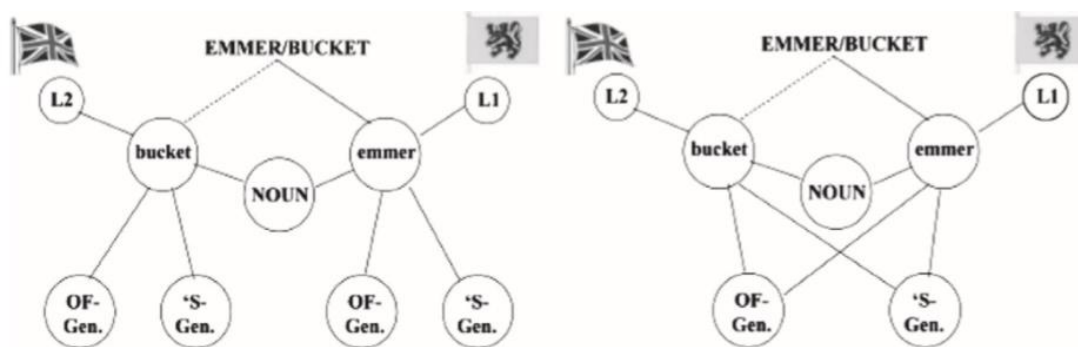 EMMER/BUCKET
L2
L1
bucket
emmer
NOUN
OF-
Gen.
‘S-
Gen.
OF-
Gen.
‘S-
Gen.
EMMER/BUCKET
L2
L1
bucket
emmer
NOUN
OF-
Gen.
‘S-
Gen.